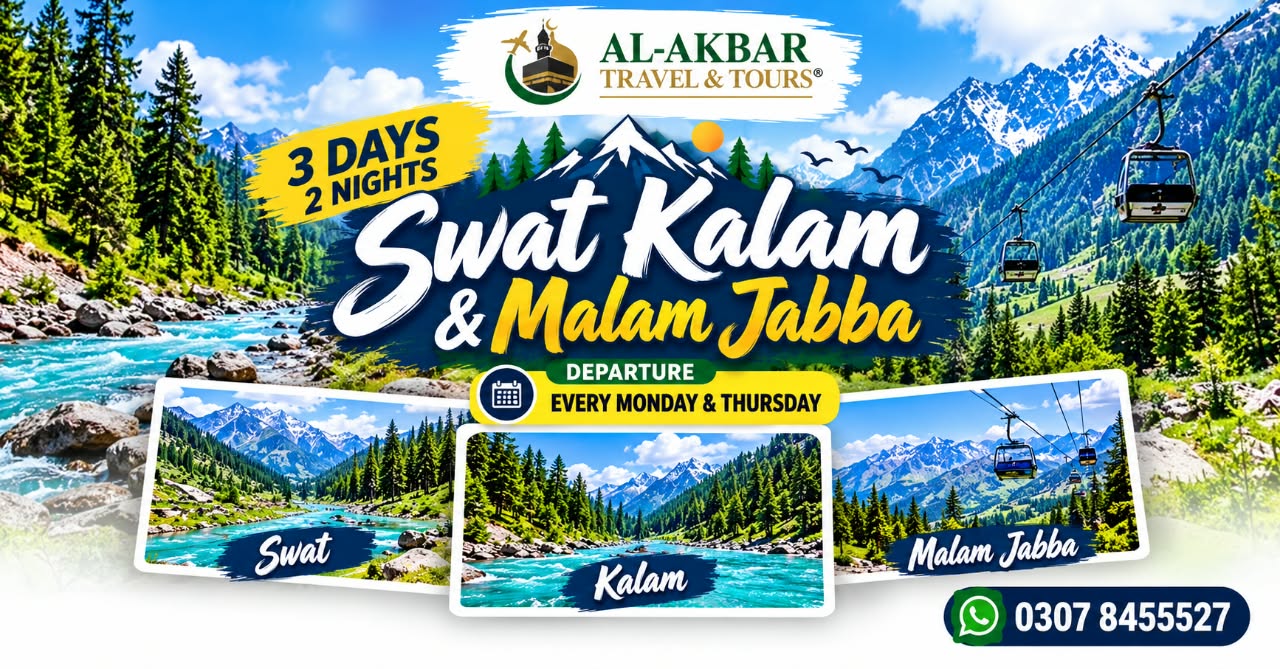 AL-AKBAR
TRAVEL & TOURS®
3 DAYS
2 NIGHTS
Swat Kalam
& Malam Jabba
DEPARTURE
EVERY MONDAY & THURSDAY
Swat
Kalam
Malam Jabba
0307 8455527